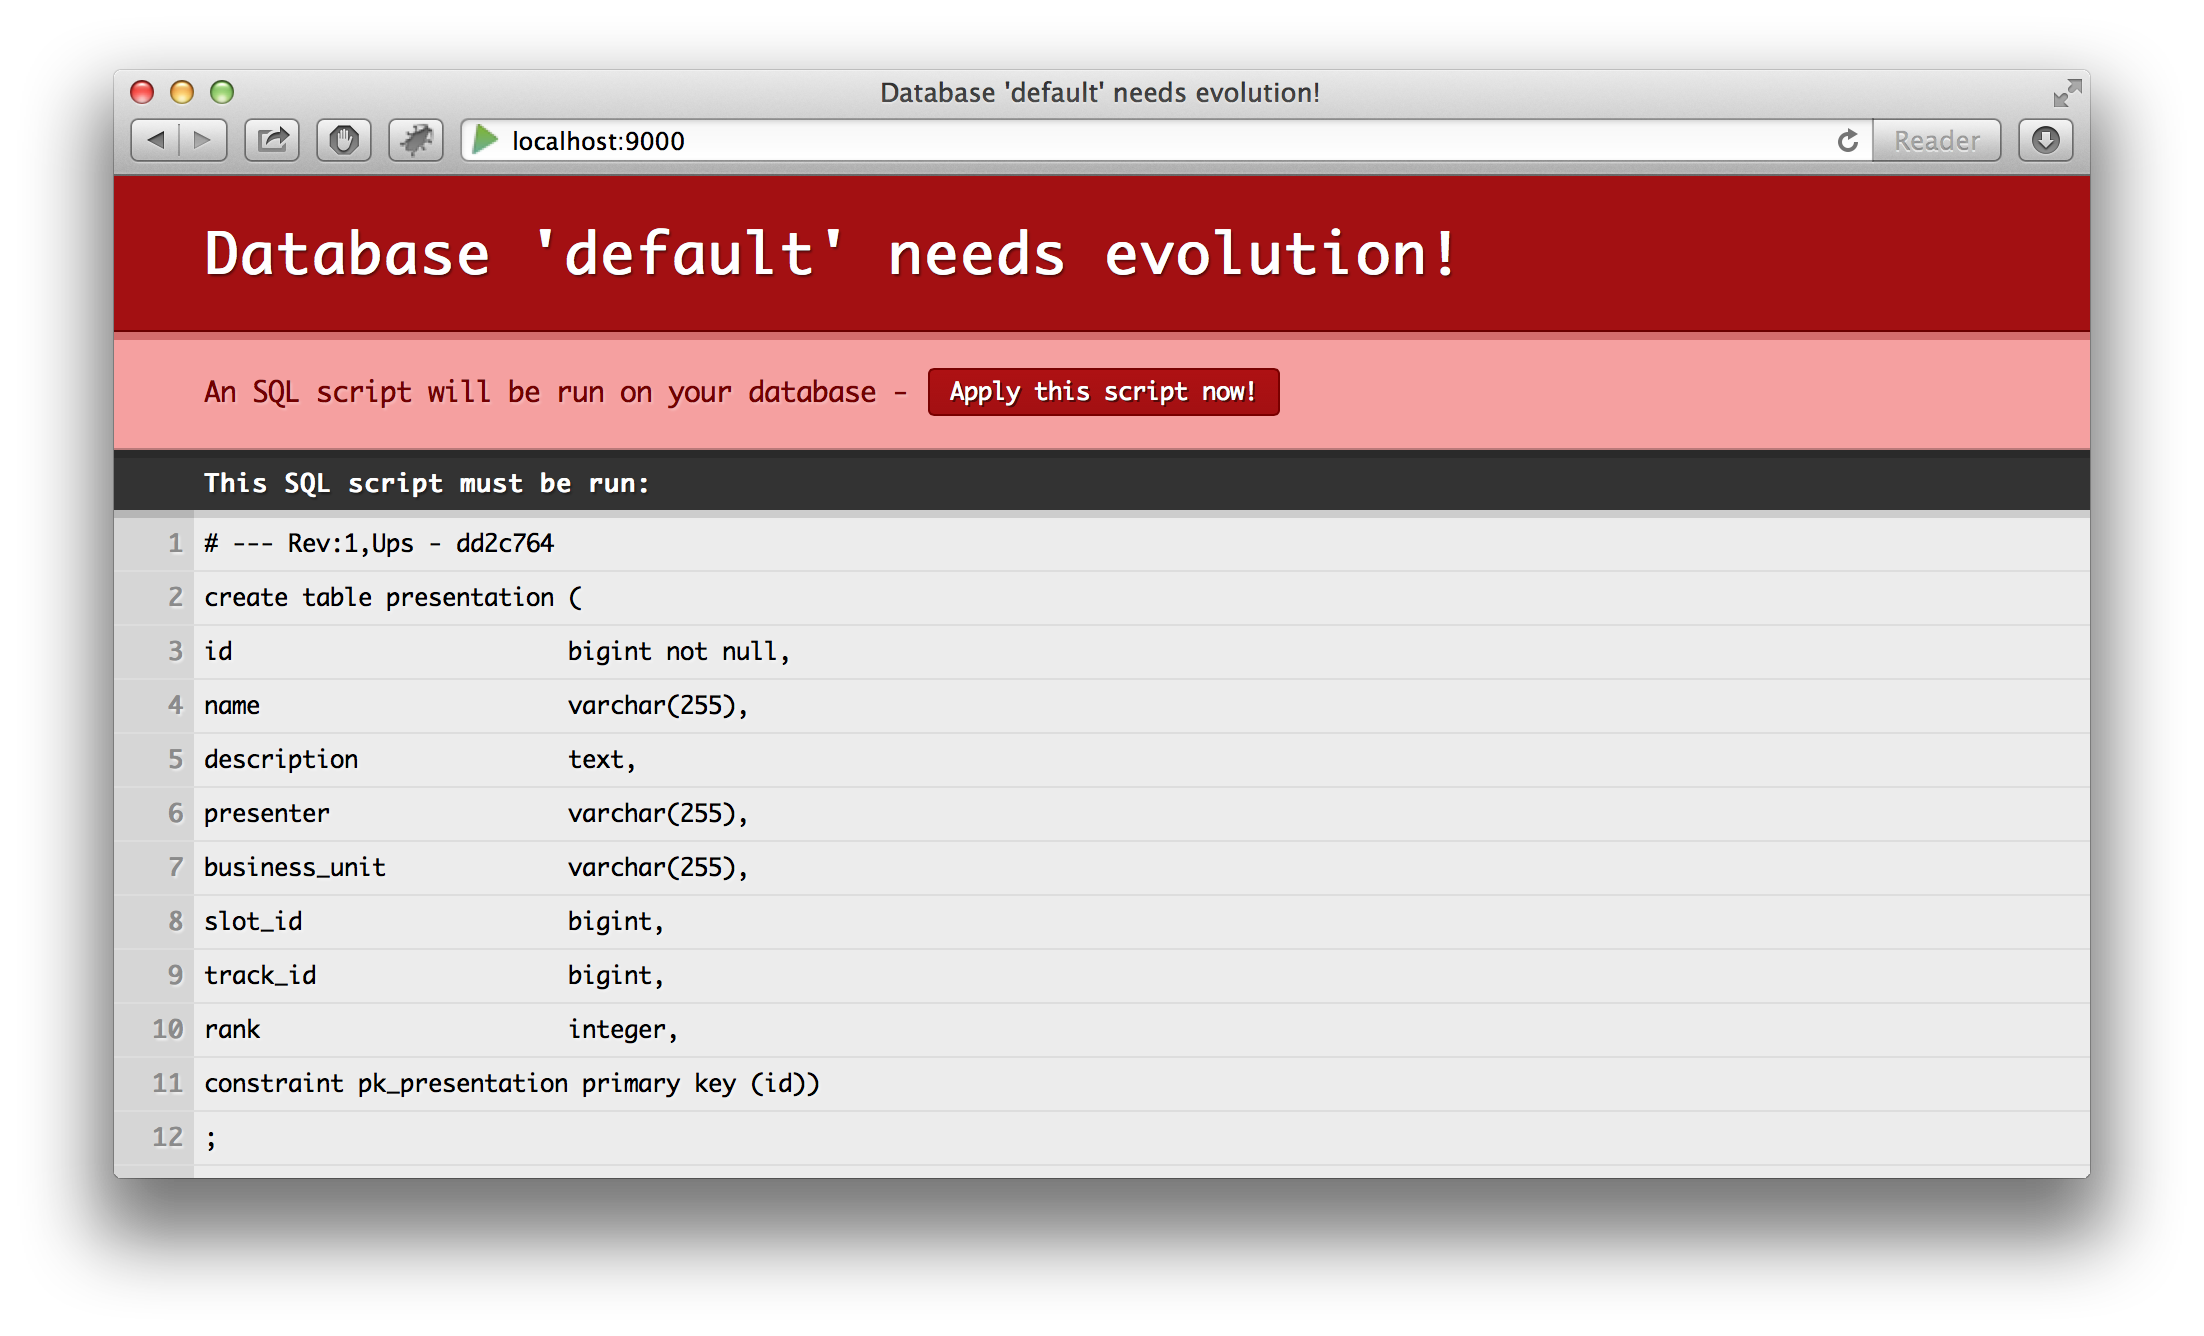 Database 'default' needs evolution!
localhost:9000
Reader
Database 'default' needs evolution!
An SQL script will be run on your database - Apply this script now!
This SQL script must be run:
1 # --- Rev:1,Ups - dd2c764
2 create table presentation (
3 id bigint not null,
4 name varchar(255),
5 description text,
6 presenter varchar(255),
7 business_unit varchar(255),
8 slot_id bigint,
9 track_id bigint,
10 rank integer,
11 constraint pk_presentation primary key (id))
12 ;